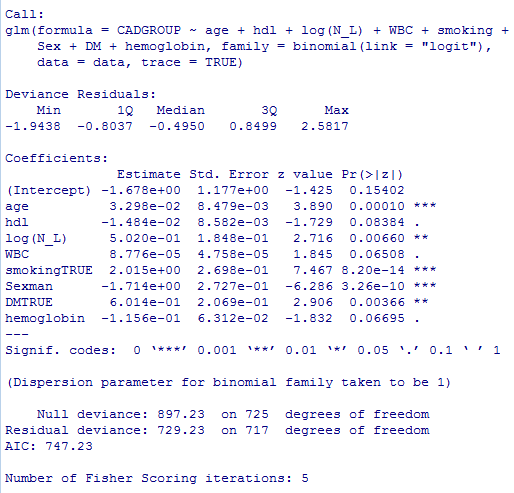 Call:
glm(formula = CADGROUP ~ age + hdl + log(N_L) + WBC + smoking +
    Sex + DM + hemoglobin, family = binomial(link = "logit"),
    data = data, trace = TRUE)
Deviance Residuals:
    Min       1Q   Median       3Q      Max
-1.9438  -0.8037  -0.4950   0.8499   2.5817
Coefficients:
              Estimate Std. Error z value Pr(>|z|)
(Intercept) -1.678e+00  1.177e+00  -1.425  0.15402
age          3.298e-02  8.479e-03   3.890  0.00010 ***
hdl         -1.484e-02  8.582e-03  -1.729  0.08384 .
log(N_L)     5.020e-01  1.848e-01   2.716  0.00660 **
WBC          8.776e-05  4.758e-05   1.845  0.06508 .
smokingTRUE  2.015e+00  2.698e-01   7.467 8.20e-14 ***
Sexman      -1.714e+00  2.727e-01  -6.286 3.26e-10 ***
DMTRUE       6.014e-01  2.069e-01   2.906  0.00366 **
hemoglobin  -1.156e-01  6.312e-02  -1.832  0.06695 .
---
Signif. codes:  0 ‘***’ 0.001 ‘**’ 0.01 ‘*’ 0.05 ‘.’ 0.1 ‘ ’ 1
(Dispersion parameter for binomial family taken to be 1)
    Null deviance: 897.23  on 725  degrees of freedom
Residual deviance: 729.23  on 717  degrees of freedom
AIC: 747.23
Number of Fisher Scoring iterations: 5